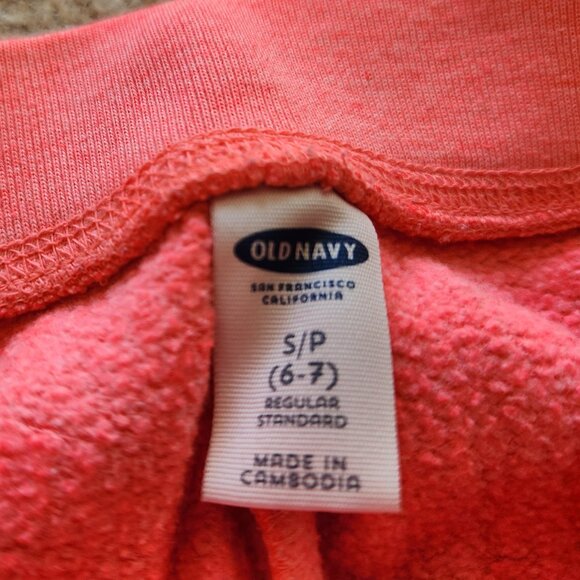 OLD NAVY
SAN FRANCISCO
CALIFORNIA
S/P
(6-7)
REGULAR
STANDARD
MADE IN
CAMBODIA